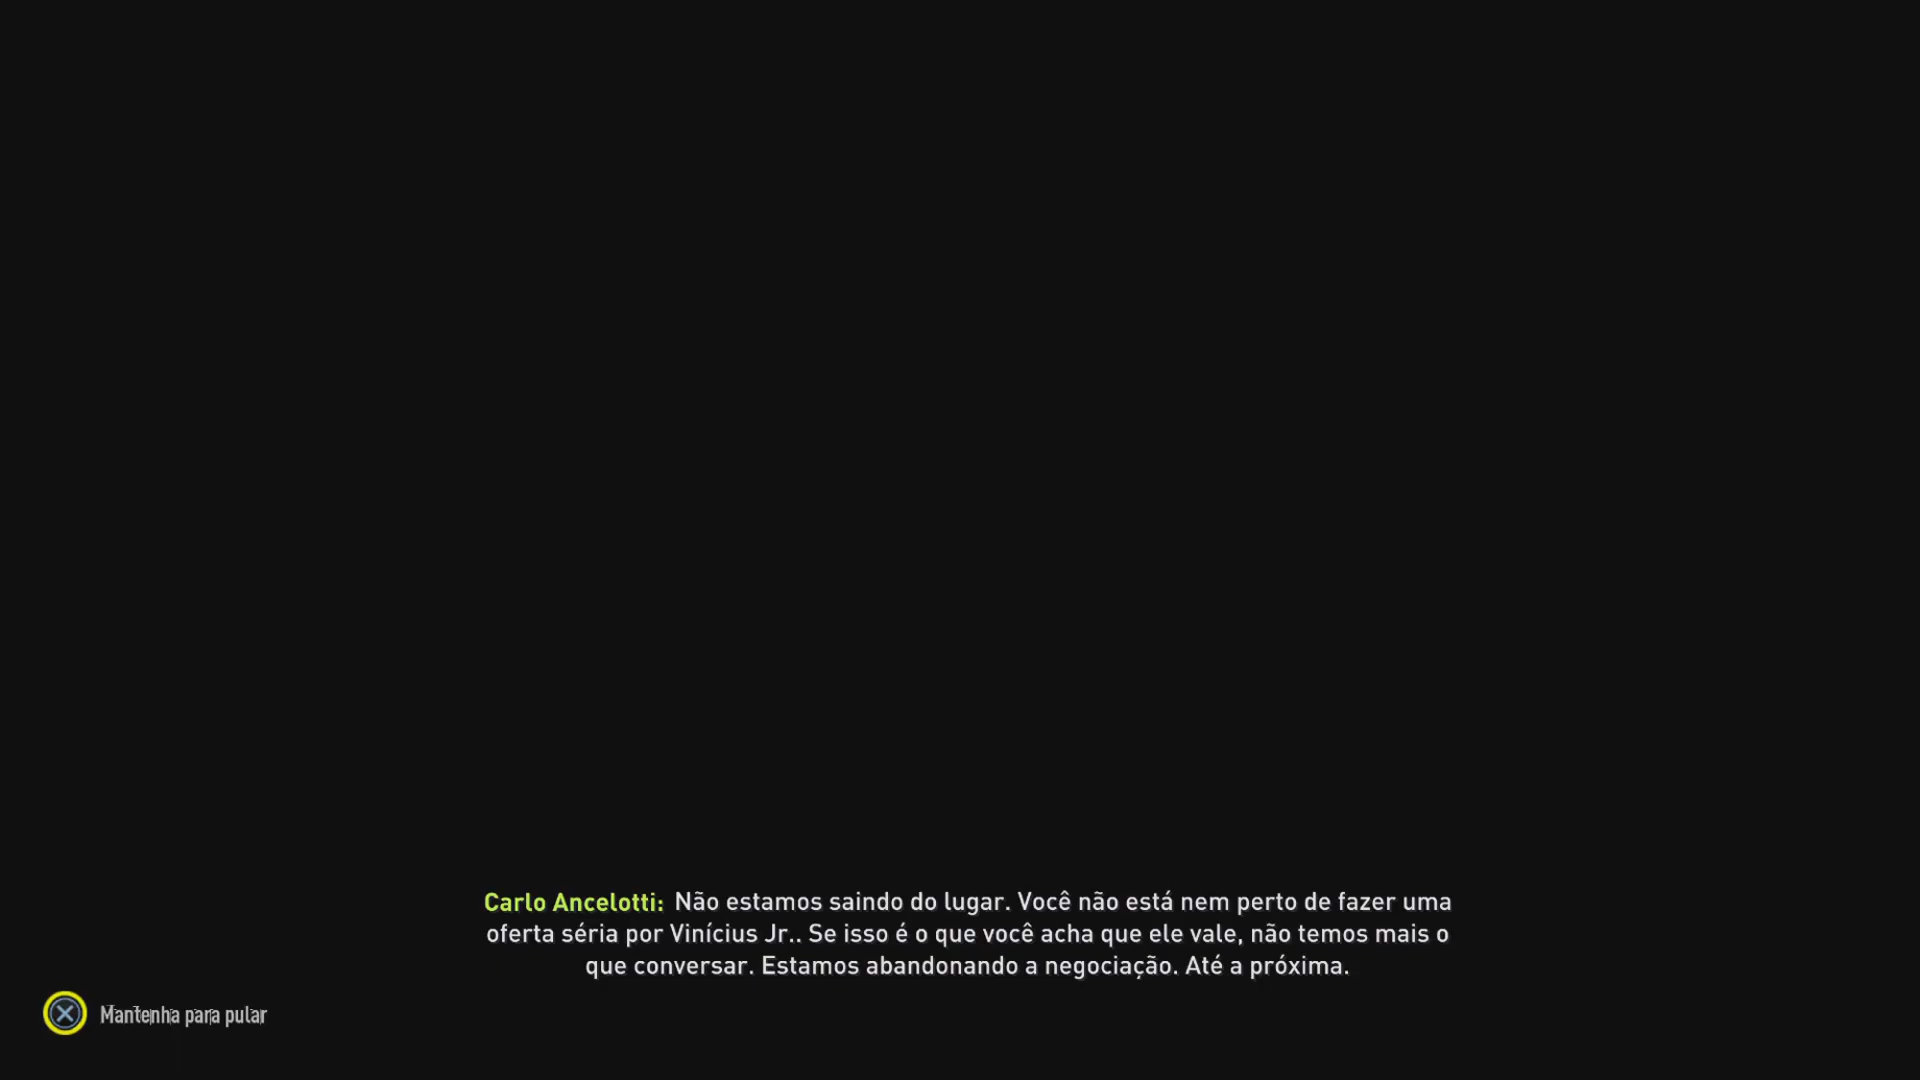 Carlo Ancelotti: Não estamos saindo do lugar. Você não está nem perto de fazer uma
oferta séria por Vinícius Jr.. Se isso é o que você acha que ele vale, não temos mais o
que conversar. Estamos abandonando a negociação. Até a próxima.
Mantenha para pular